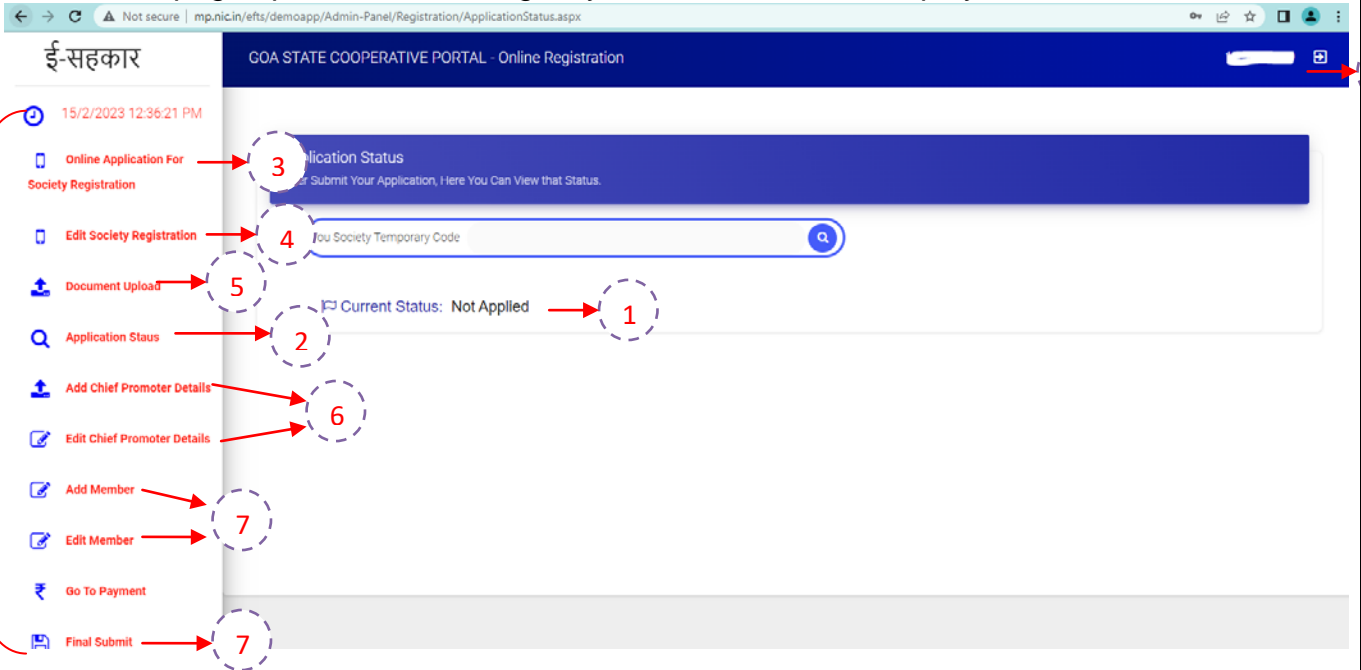 Not secure | mp.nic.in/efts/demoapp/Admin-Panel/Registration/ApplicationStatus.aspx
ई-सहकार
GOA STATE COOPERATIVE PORTAL - Online Registration
15/2/2023 12:36:21 PM
Online Application For
Society Registration
3
lication Status
Submit Your Application, Here You Can View that Status.
Edit Society Registration
4
You Society Temporary Code
Document Upload
5
Current Status: Not Applied
1
Application Staus
2
Add Chief Promoter Details
6
Edit Chief Promoter Details
Add Member
7
Edit Member
₹ Go To Payment
Final Submit
7